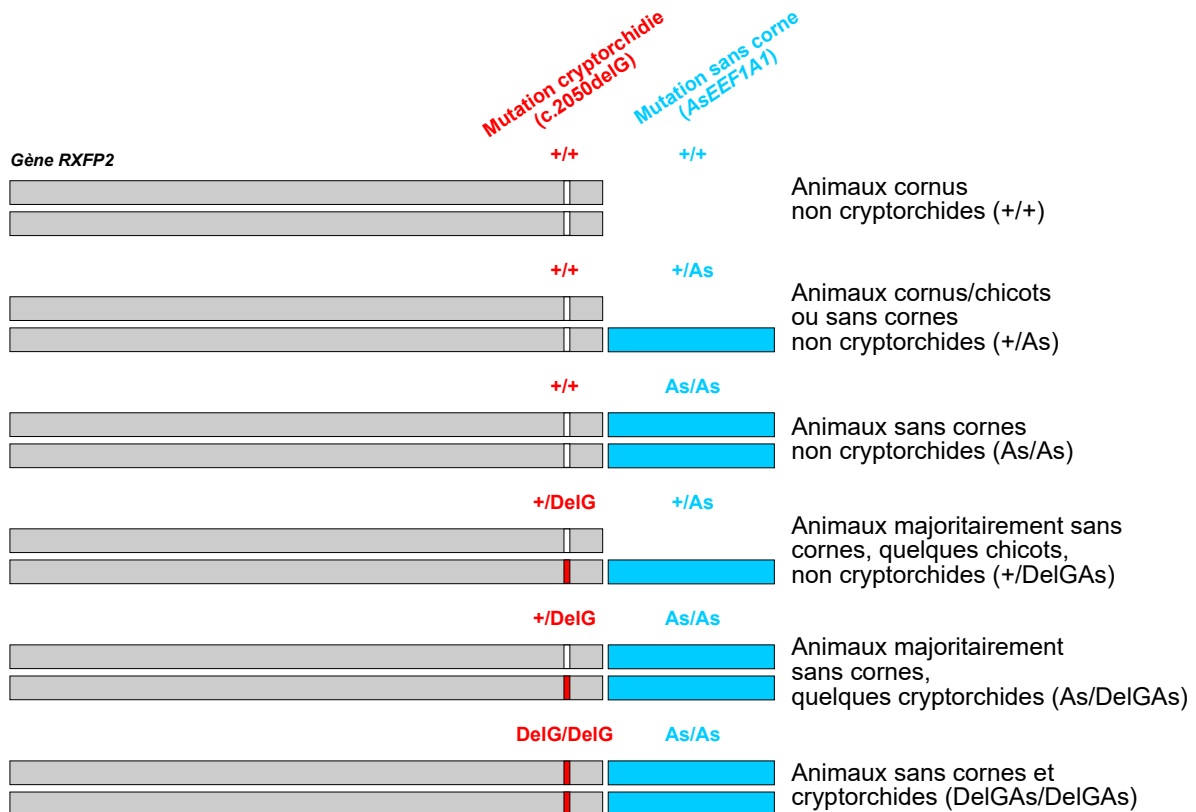 Mutation cryptorchidie
(c.2050delG)
Mutation sans corne
(AsEEF1A1)
Gène RXFP2
+/+
+/+
Animaux cornus
non cryptorchides (+/+)
+/+
+/As
Animaux cornus/chicots
ou sans cornes
non cryptorchides (+/As)
+/+
As/As
Animaux sans cornes
non cryptorchides (As/As)
+/DelG
+/As
Animaux majoritairement sans
cornes, quelques chicots,
non cryptorchides (+/DelGAs)
+/DelG
As/As
Animaux majoritairement
sans cornes,
quelques cryptorchides (As/DelGAs)
DelG/DelG
As/As
Animaux sans cornes et
cryptorchides (DelGAs/DelGAs)